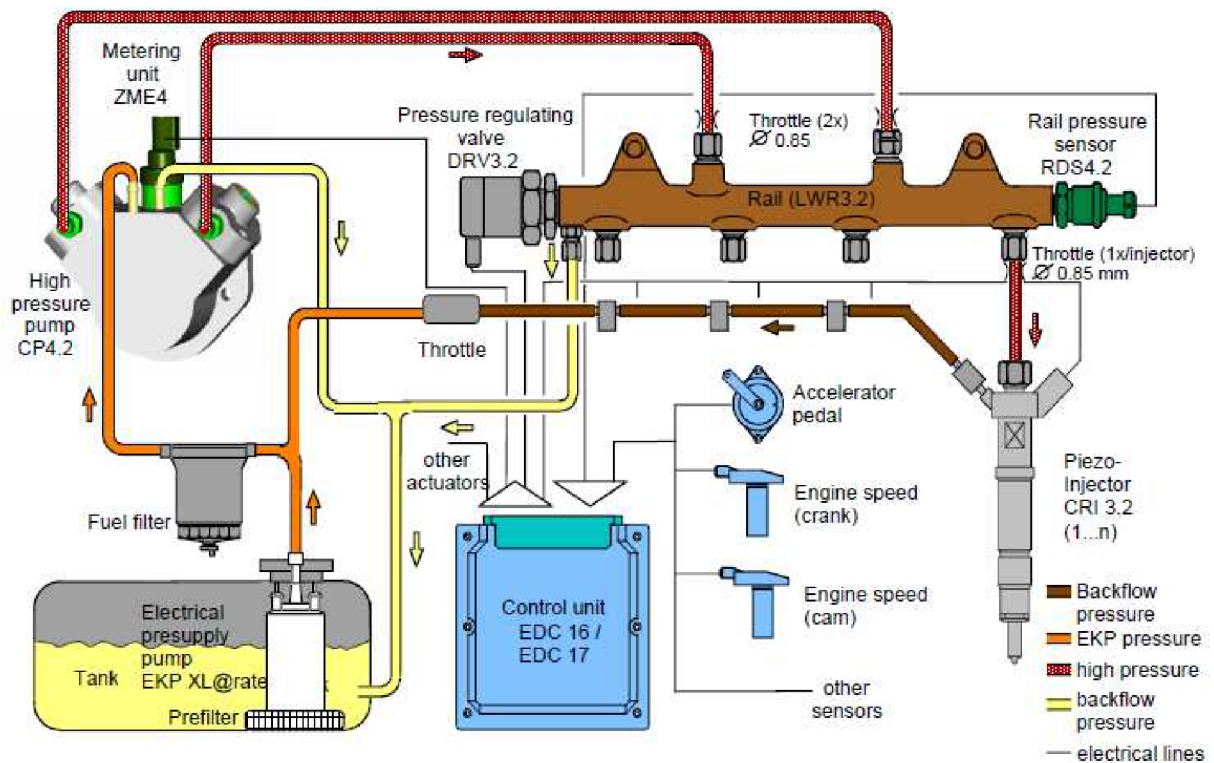 Metering
unit
ZME4
Pressure regulating
valve
DRV3.2
Throttle (2x)
Ø 0.85
Rail pressure
sensor
RDS4.2
Rail (LWR3.2)
Throttle (1x/injector)
Ø 0.85 mm
High
pressure
pump
CP4.2
Throttle
Accelerator
pedal
other
actuators
Fuel filter
Engine speed
(crank)
Piezo-
Injector
CRI 3.2
(1...n)
Engine speed
(cam)
Control unit
EDC 16 /
EDC 17
Electrical
presupply
pump
EKP XL@rate
Tank
Prefilter
other
sensors
Backflow
pressure
EKP pressure
high pressure
backflow
pressure
electrical lines